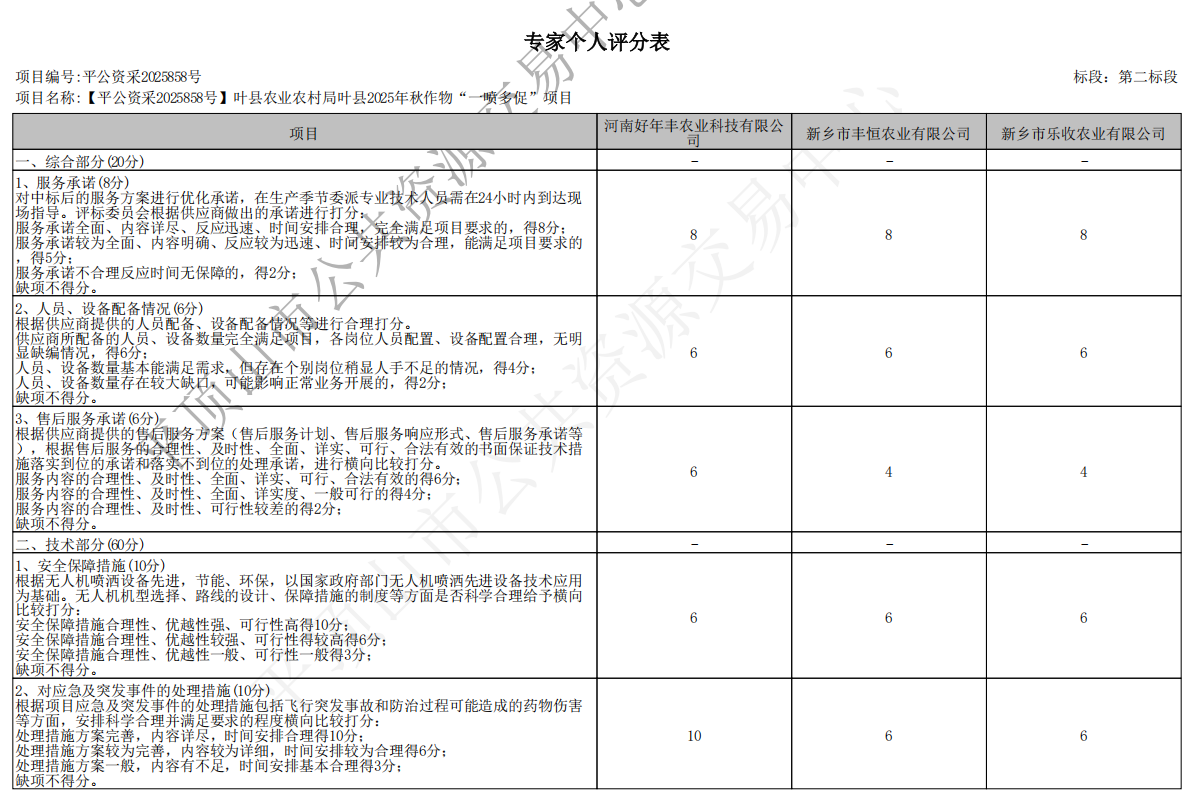 专家个人评分表
项目编号:平公资采2025858号
标段: 第二标段
项目名称:【平公资采2025858号】叶县农业农村局叶县2025年秋作物“一喷多促”项目
项目
河南好年丰农业科技有限公
司
新乡市丰恒农业有限公司
新乡市乐收农业有限公司
一、综合部分(20分)
-
-
-
1、服务承诺(8分)
对中标后的服务方案进行优化承诺，在生产季节委派专业技术人员需在24小时内到达现
场指导。评标委员会根据供应商做出的承诺进行打分;
服务承诺全面、内容详尽、反应迅速、时间安排合理，完全满足项目要求的，得8分;
服务承诺较为全面、内容明确、反应较为迅速、时间安排较为合理，能满足项目要求的
，得5分;
服务承诺不合理反应时间无保障的，得2分;
缺项不得分。
8
8
8
2、人员、设备配备情况(6分)
根据供应商提供的人员配备、设备配备情况等进行合理打分。
供应商所配备的人员、设备数量完全满足项目，各岗位人员配置、设备配置合理，无明
显缺编情况，得6分;
人员、设备数量基本能满足需求，但存在个别岗位稍显人手不足的情况，得4分;
人员、设备数量存在较大缺口，可能影响正常业务开展的，得2分;
缺项不得分。
6
6
6
3、售后服务承诺(6分)
根据供应商提供的售后服务方案（售后服务计划、售后服务响应形式、售后服务承诺等
），根据售后服务的合理性、及时性、全面、详实、可行、合法有效的书面保证技术措
施落实到位的承诺和落实不到位的处理承诺，进行横向比较打分。
服务内容的合理性、及时性、全面、详实、可行、合法有效的得6分;
服务内容的合理性、及时性、全面、详实度、一般可行的得4分;
服务内容的合理性、及时性、可行性较差的得2分;
缺项不得分。
6
4
4
二、技术部分(60分)
-
-
-
1、安全保障措施(10分)
根据无人机喷洒设备先进，节能、环保，以国家政府部门无人机喷洒先进设备技术应用
为基础。无人机机型选择、路线的设计、保障措施的制度等方面是否科学合理给予横向
比较打分:
安全保障措施合理性、优越性强、可行性高得10分;
安全保障措施合理性、优越性较强、可行性得较高得6分;
安全保障措施合理性、优越性一般、可行性一般得3分;
缺项不得分。
6
6
6
2、对应急及突发事件的处理措施(10分)
根据项目应急及突发事件的处理措施包括飞行突发事故和防治过程可能造成的药物伤害
等方面，安排科学合理并满足要求的程度横向比较打分:
处理措施方案完善，内容详尽，时间安排合理得10分;
处理措施方案较为完善，内容较为详细，时间安排较为合理得6分;
处理措施方案一般，内容有不足，时间安排基本合理得3分;
缺项不得分。
10
6
6
平顶山市公共资源交易中心
平顶山市公共资源交易中心